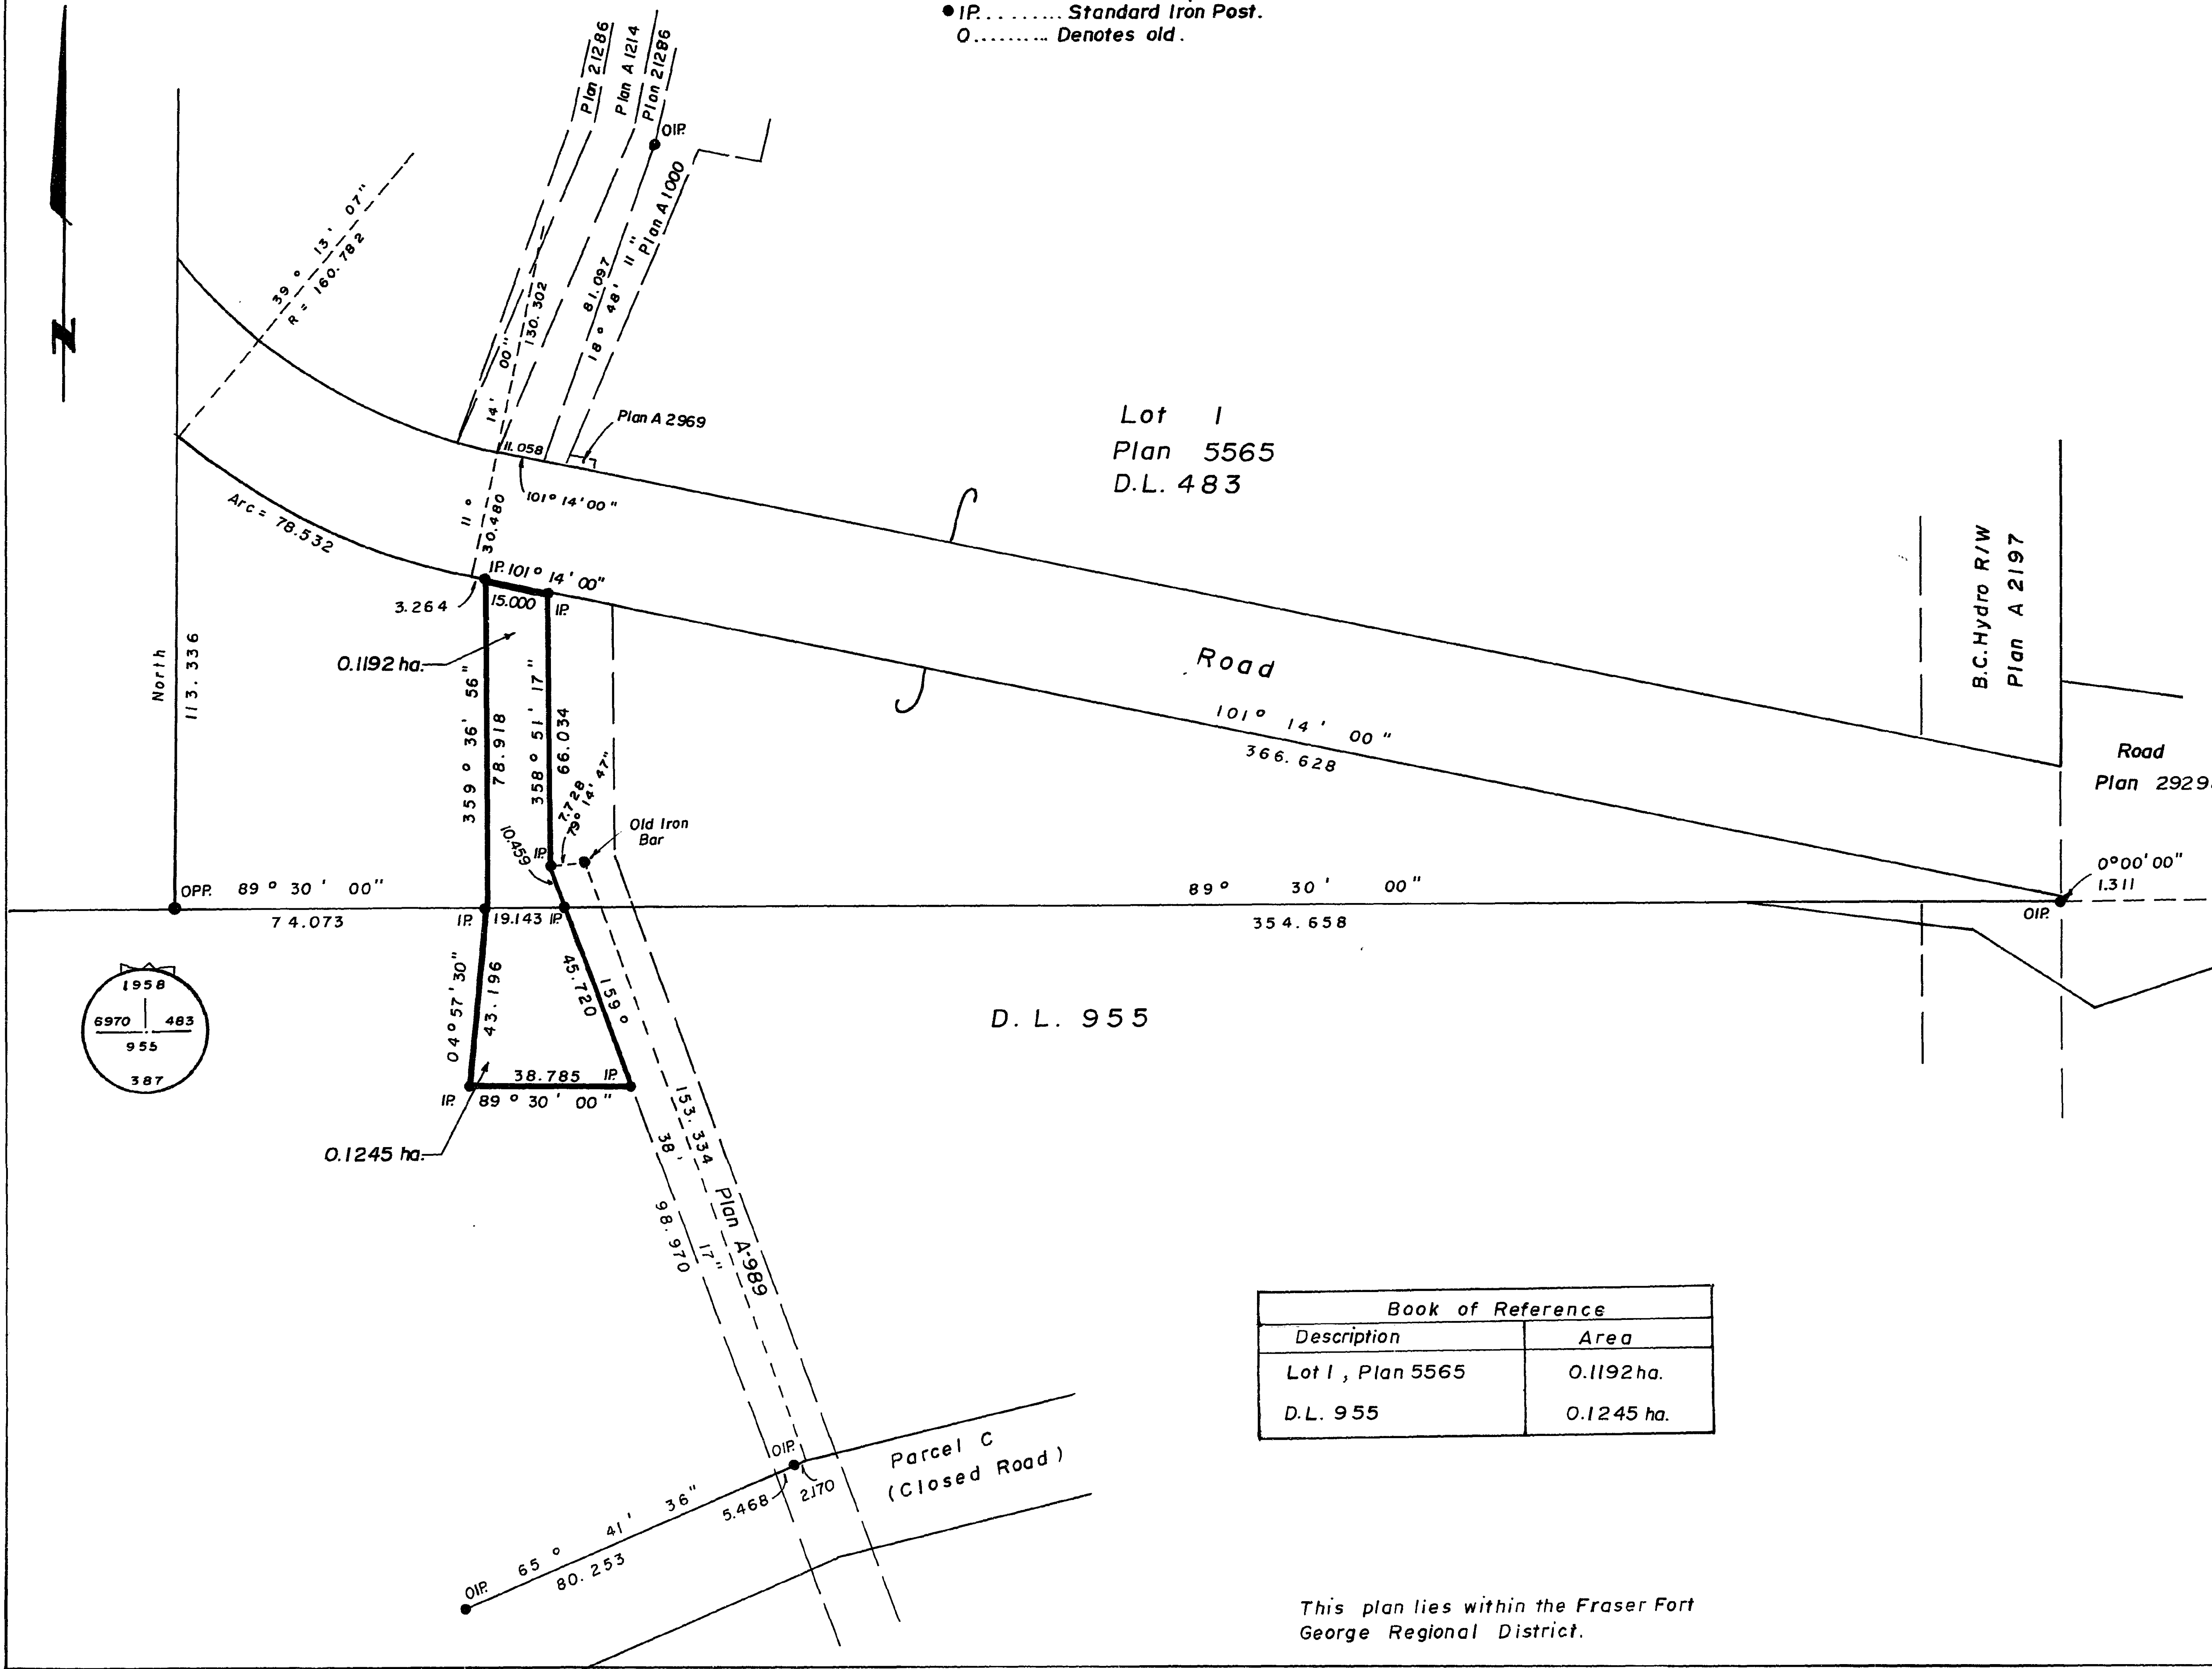 ● IP. ......... Standard Iron Post.
O ......... Denotes old.
Plan 21286
Plan A 1214
Plan 21286
OIP.
Plan A 1000
39° 13' 07"
R = 160.782
81.097
18° 48' 11"
130.302
11° 14' 00"
Plan A 2969
11.058
101° 14' 00"
30.480
Arc = 78.532
Lot 1
Plan 5565
D.L. 483
B.C. Hydro R/W
Plan A 2197
IP. 101° 14' 00"
3.264
15.000
IP.
0.1192 ha.
North
113.336
359° 36' 56"
78.918
358° 51' 17"
66.034
Road
101° 14' 00"
366.628
Road
Plan 2929
7.728
79° 14' 47"
Old Iron
Bar
10.459
IP.
0° 00' 00"
1.311
OPP.
89° 30' 00"
74.073
IP.
19.143
IP.
89° 30' 00"
354.658
OIP.
1958
6970
483
955
387
04° 57' 30"
43.196
45.720
159° 38' 17"
D. L. 955
38.785
IP.
IP.
89° 30' 00"
0.1245 ha.
153.334
98.970
Plan A-989
Book of Reference
Description Area
Lot 1, Plan 5565 0.1192 ha.
D.L. 955 0.1245 ha.
OIP.
Parcel C
(Closed Road)
5.468
2.170
65° 41' 36"
80.253
OIP.
This plan lies within the Fraser Fort
George Regional District.
N